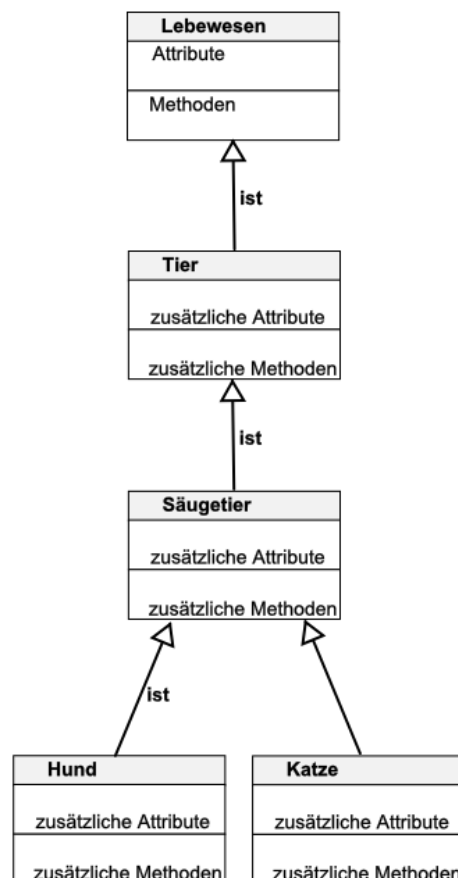 Lebewesen
Attribute
Methoden
ist
Tier
zusätzliche Attribute
zusätzliche Methoden
ist
Säugetier
zusätzliche Attribute
zusätzliche Methoden
ist
Hund
zusätzliche Attribute
zusätzliche Methoden
Katze
zusätzliche Attribute
zusätzliche Methoden